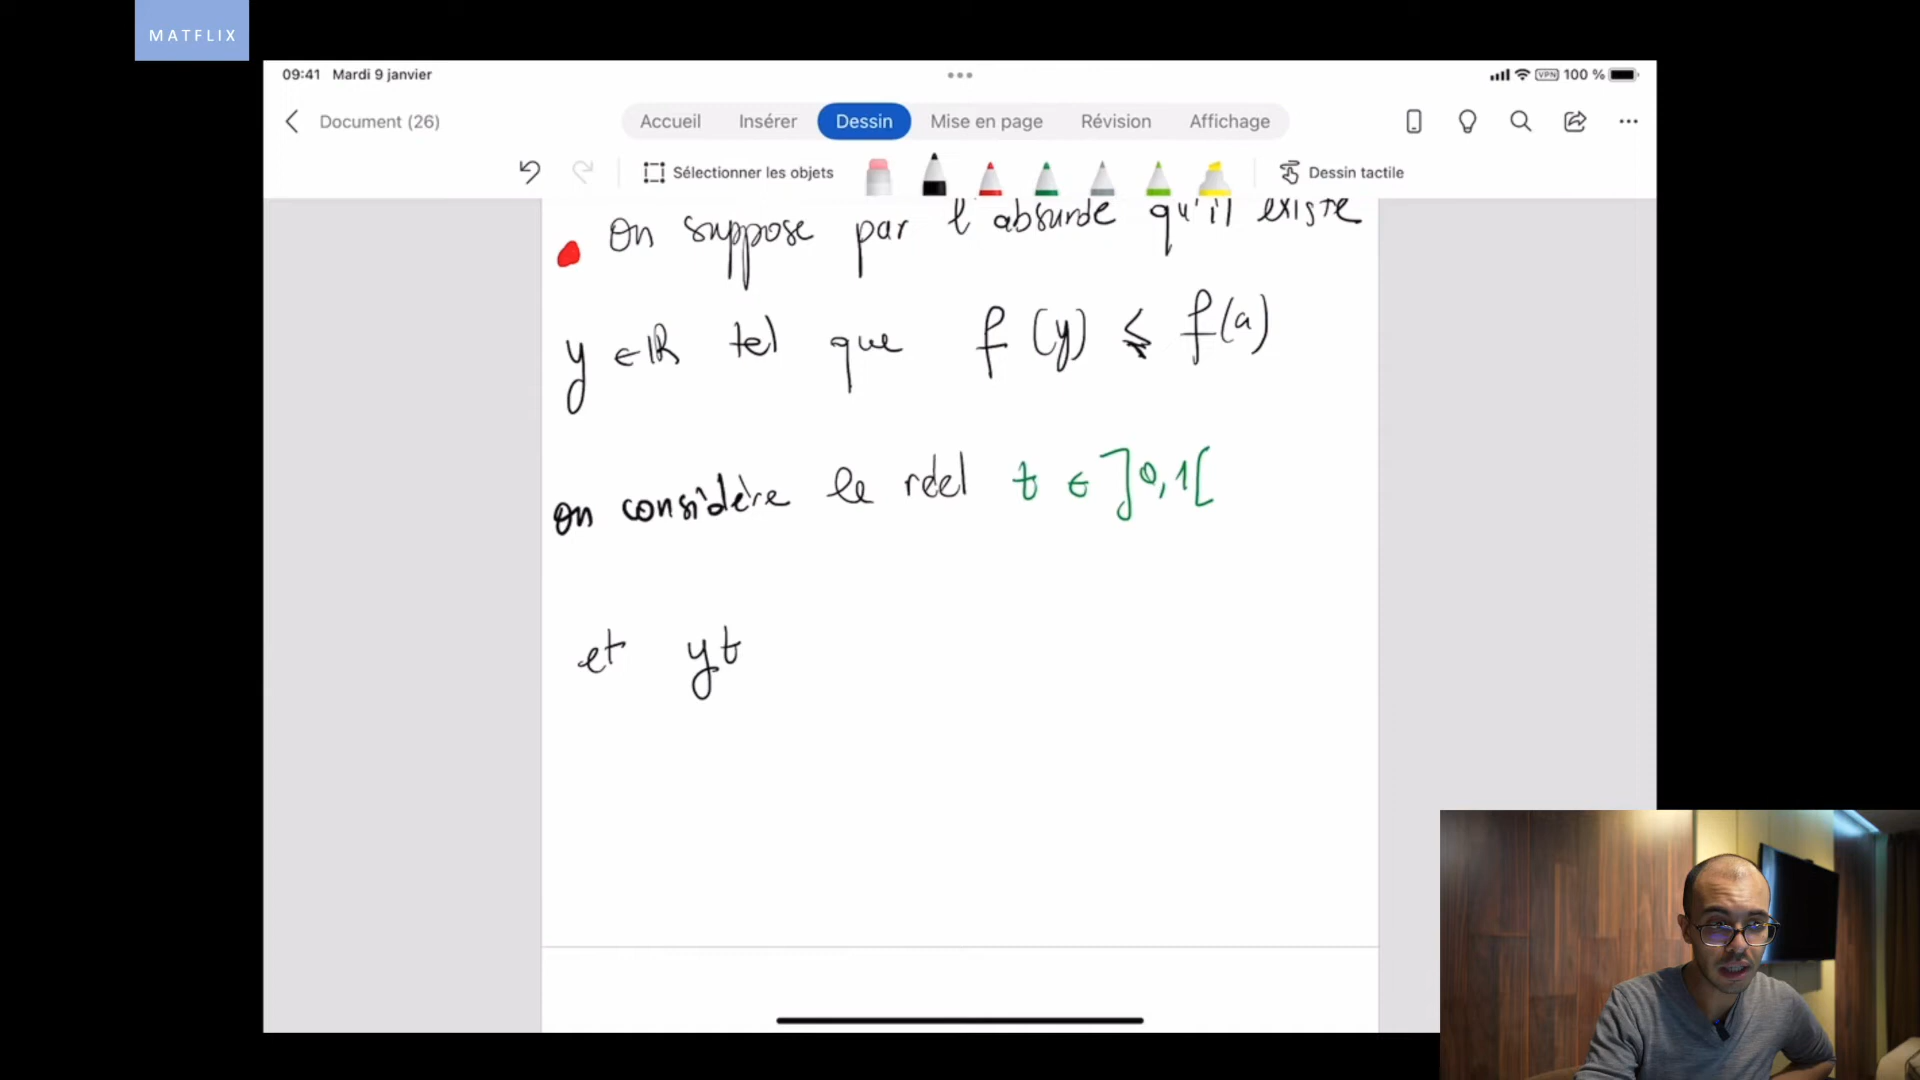 MATFLIX
09:41 Mardi 9 janvier
VPN 100 %
Document (26)
Accueil Insérer Dessin Mise en page Révision Affichage
Sélectionner les objets
Dessin tactile
On suppose par l'absurde qu'il existe
y ∈ ℝ tel que f(y) ⪇ f(a)
on considère le réel t ∈ ]0,1[
et yt